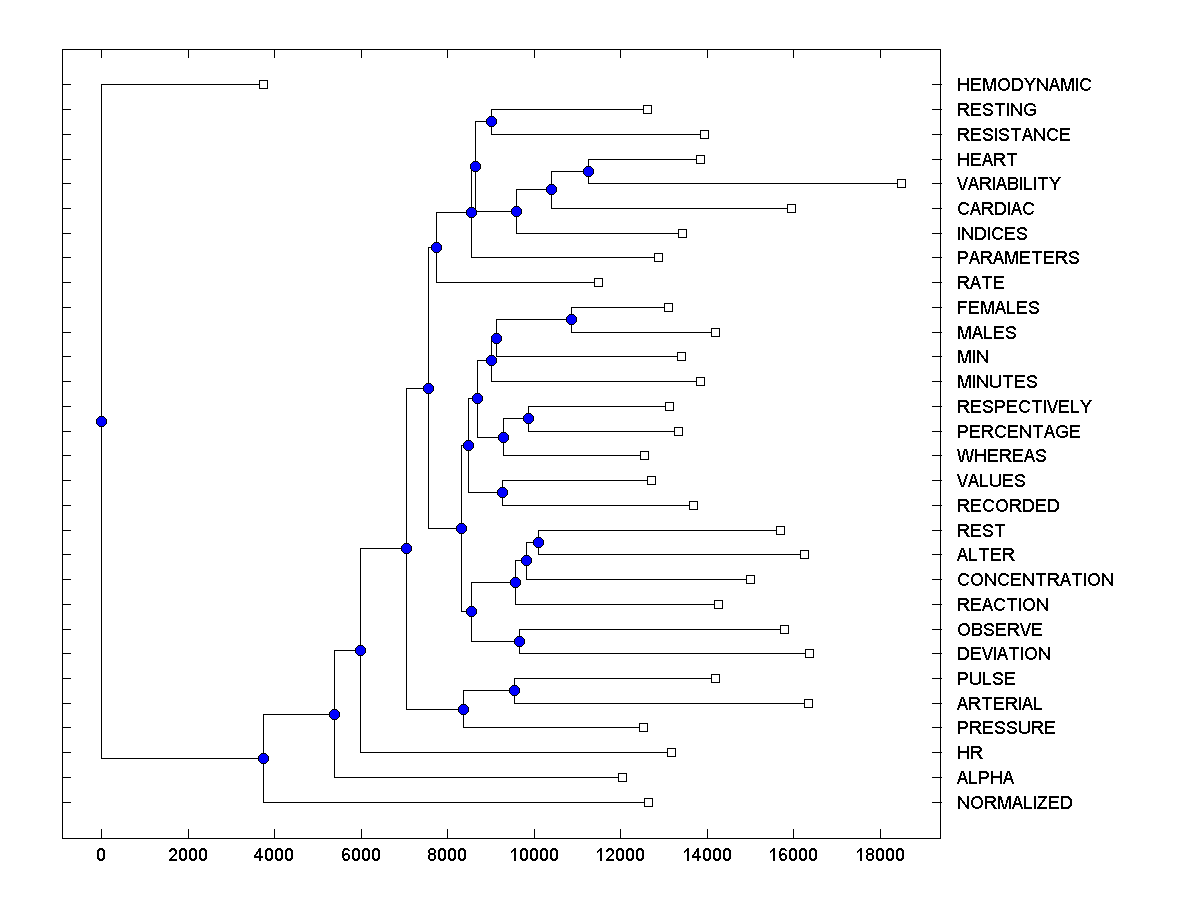 HEMODYNAMIC
RESTING
RESISTANCE
HEART
VARIABILITY
CARDIAC
INDICES
PARAMETERS
RATE
FEMALES
MALES
MIN
MINUTES
RESPECTIVELY
PERCENTAGE
WHEREAS
VALUES
RECORDED
REST
ALTER
CONCENTRATION
REACTION
OBSERVE
DEVIATION
PULSE
ARTERIAL
PRESSURE
HR
ALPHA
NORMALIZED
0 2000 4000 6000 8000 10000 12000 14000 16000 18000